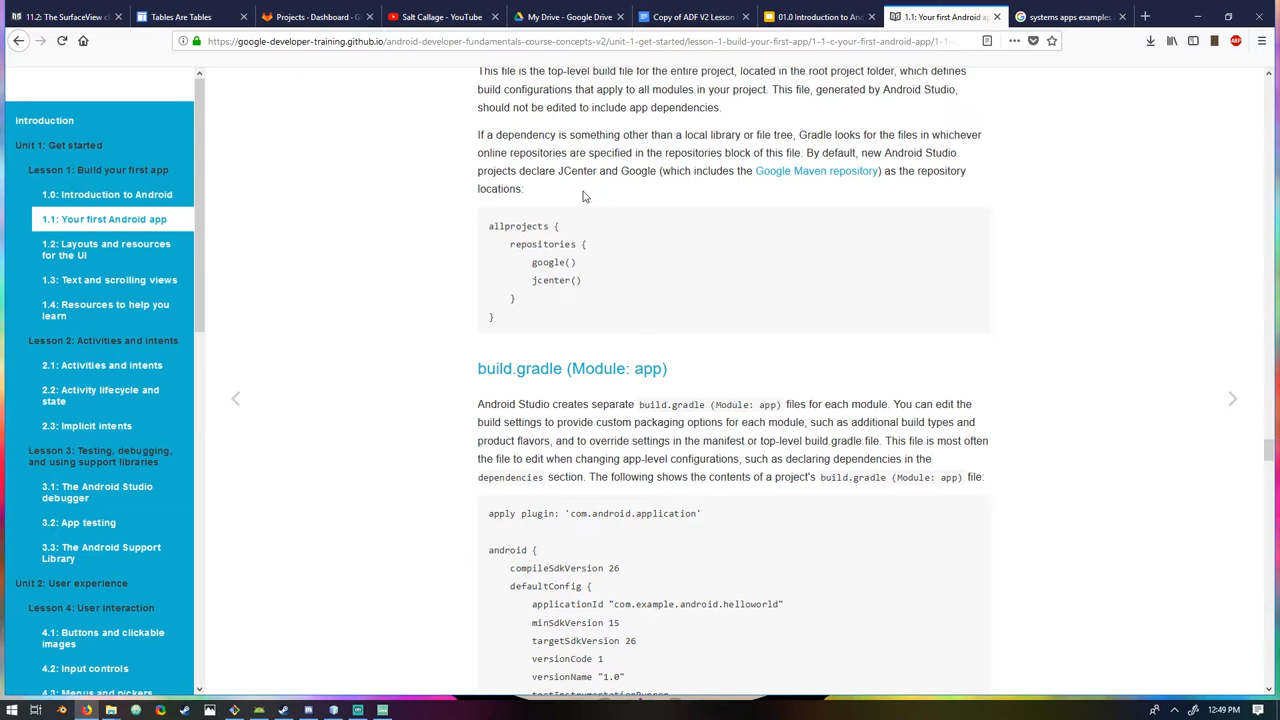 11.2: The SurfaceView cl
Tables Are Tables
Projects - Dashboard - Gi
Salt Callage - YouTube
My Drive - Google Drive
Copy of ADF V2 Lesson
01.0 Introduction to Andr
1.1: Your first Android ap
systems apps examples
https://google-developer-training.github.io/android-developer-fundamentals-course-concepts-v2/unit-1-get-started/lesson-1-build-your-first-app/1-1-c-your-first-android-app/1-1-
Introduction
Unit 1: Get started
Lesson 1: Build your first app
1.0: Introduction to Android
1.1: Your first Android app
1.2: Layouts and resources
for the UI
1.3: Text and scrolling views
1.4: Resources to help you
learn
Lesson 2: Activities and intents
2.1: Activities and intents
2.2: Activity lifecycle and
state
2.3: Implicit intents
Lesson 3: Testing, debugging,
and using support libraries
3.1: The Android Studio
debugger
3.2: App testing
3.3: The Android Support
Library
Unit 2: User experience
Lesson 4: User interaction
4.1: Buttons and clickable
images
4.2: Input controls
4.3: Menus and pickers
This file is the top-level build file for the entire project, located in the root project folder, which defines
build configurations that apply to all modules in your project. This file, generated by Android Studio,
should not be edited to include app dependencies.
If a dependency is something other than a local library or file tree, Gradle looks for the files in whichever
online repositories are specified in the repositories block of this file. By default, new Android Studio
projects declare JCenter and Google (which includes the Google Maven repository) as the repository
locations:
allprojects {
repositories {
google()
jcenter()
}
}
build.gradle (Module: app)
Android Studio creates separate build.gradle (Module: app) files for each module. You can edit the
build settings to provide custom packaging options for each module, such as additional build types and
product flavors, and to override settings in the manifest or top-level build.gradle file. This file is most often
the file to edit when changing app-level configurations, such as declaring dependencies in the
dependencies section. The following shows the contents of a project's build.gradle (Module: app) file:
apply plugin: 'com.android.application'
android {
compileSdkVersion 26
defaultConfig {
applicationId "com.example.android.helloworld"
minSdkVersion 15
targetSdkVersion 26
versionCode 1
versionName "1.0"
testInstrumentationRunner
12:49 PM